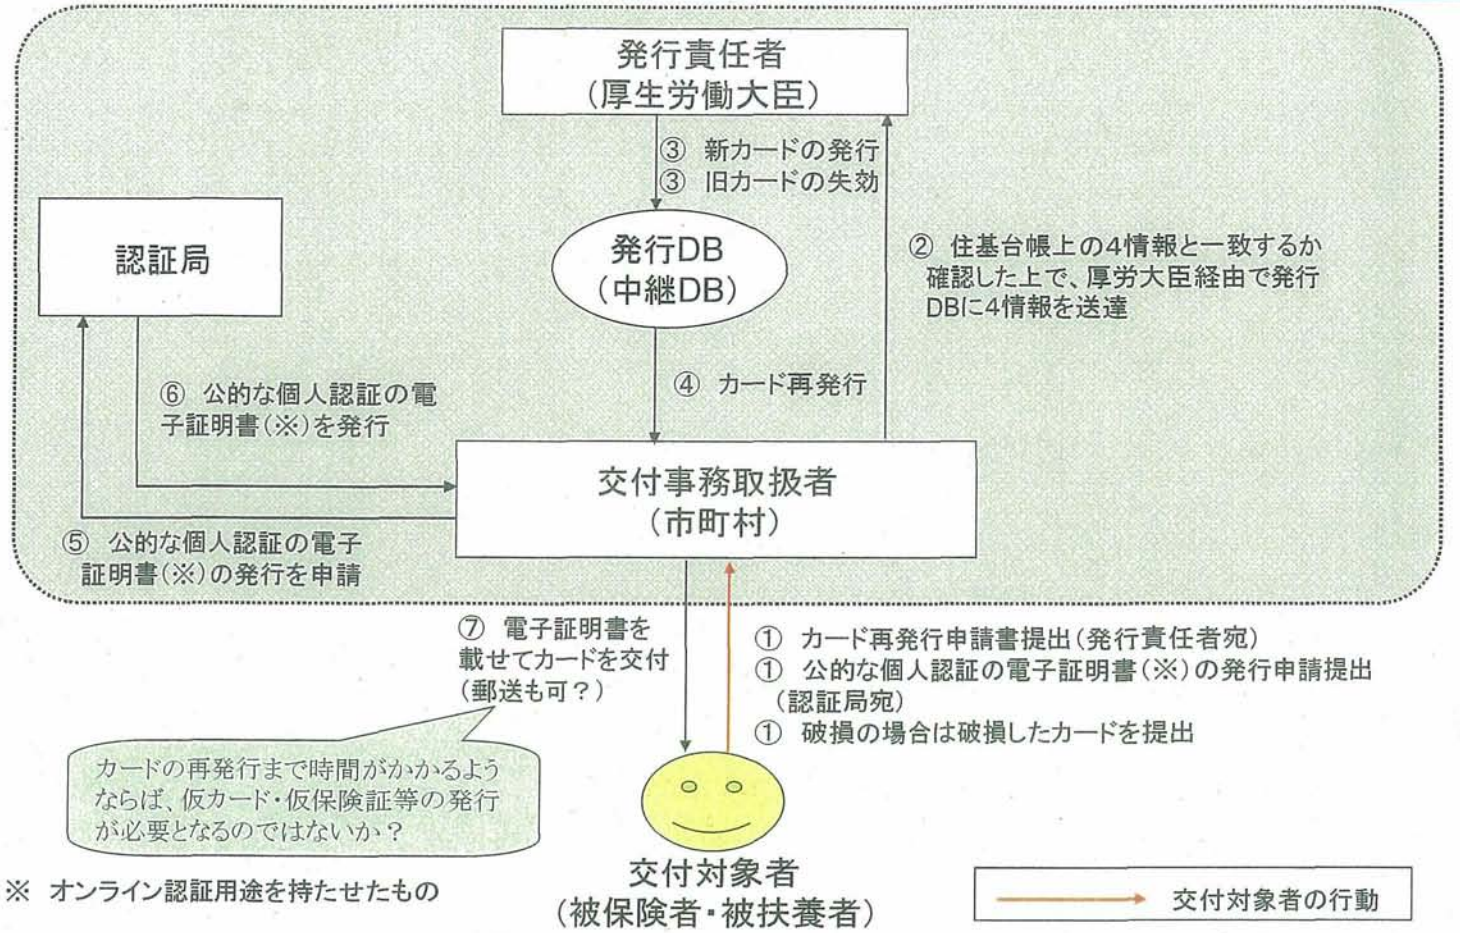 発行責任者
（厚生労働大臣）
③ 新カードの発行
③ 旧カードの失効
認証局
発行DB
（中継DB）
② 住基台帳上の４情報と一致するか
確認した上で、厚労大臣経由で発行
DBに４情報を送達
④ カード再発行
⑥ 公的な個人認証の電
子証明書（※）を発行
交付事務取扱者
（市町村）
⑤ 公的な個人認証の電子
証明書（※）の発行を申請
⑦ 電子証明書を
載せてカードを交付
（郵送も可？）
① カード再発行申請書提出（発行責任者宛）
① 公的な個人認証の電子証明書（※）の発行申請提出
（認証局宛）
① 破損の場合は破損したカードを提出
カードの再発行まで時間がかかるよう
ならば、仮カード・仮保険証等の発行
が必要となるのではないか？
交付対象者
（被保険者・被扶養者）
※ オンライン認証用途を持たせたもの
交付対象者の行動